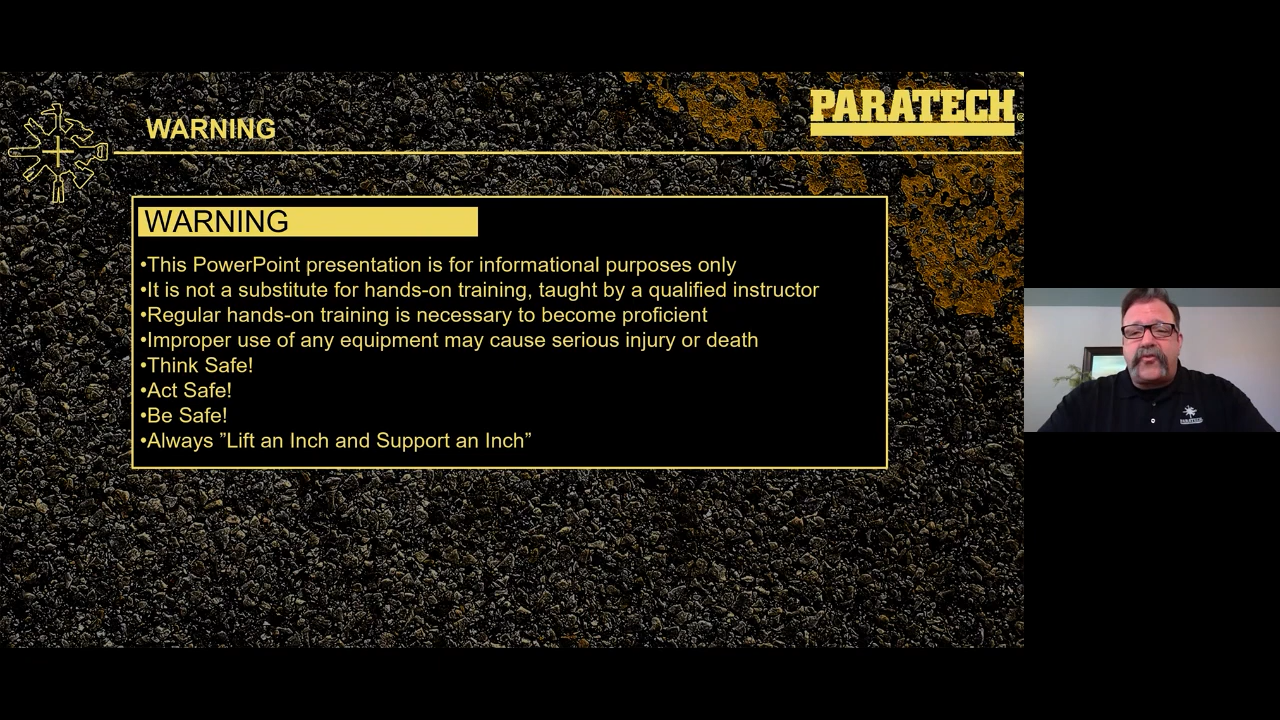 WARNING
PARATECH®
WARNING
•This PowerPoint presentation is for informational purposes only
•It is not a substitute for hands-on training, taught by a qualified instructor
•Regular hands-on training is necessary to become proficient
•Improper use of any equipment may cause serious injury or death
•Think Safe!
•Act Safe!
•Be Safe!
•Always ”Lift an Inch and Support an Inch”
PARATECH